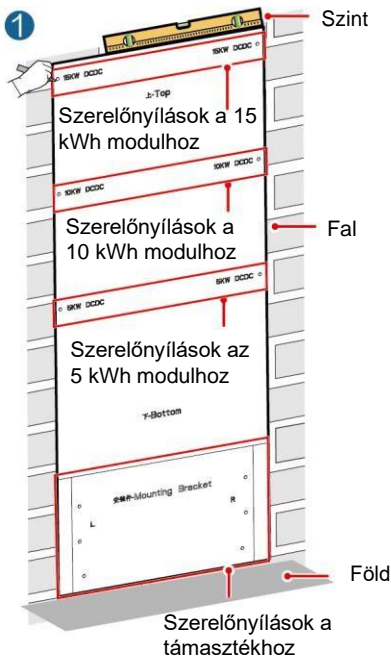 1
Szint
15KW DCDC 15KW DCDC
上-Top
Szerelőnyílások a 15
kWh modulhoz
10KW DCDC 10KW DCDC
Szerelőnyílások a
10 kWh modulhoz
Fal
5KW DCDC 5KW DCDC
Szerelőnyílások az
5 kWh modulhoz
下-Bottom
安装件-Mounting Bracket
L R
Föld
Szerelőnyílások a
támasztékhoz